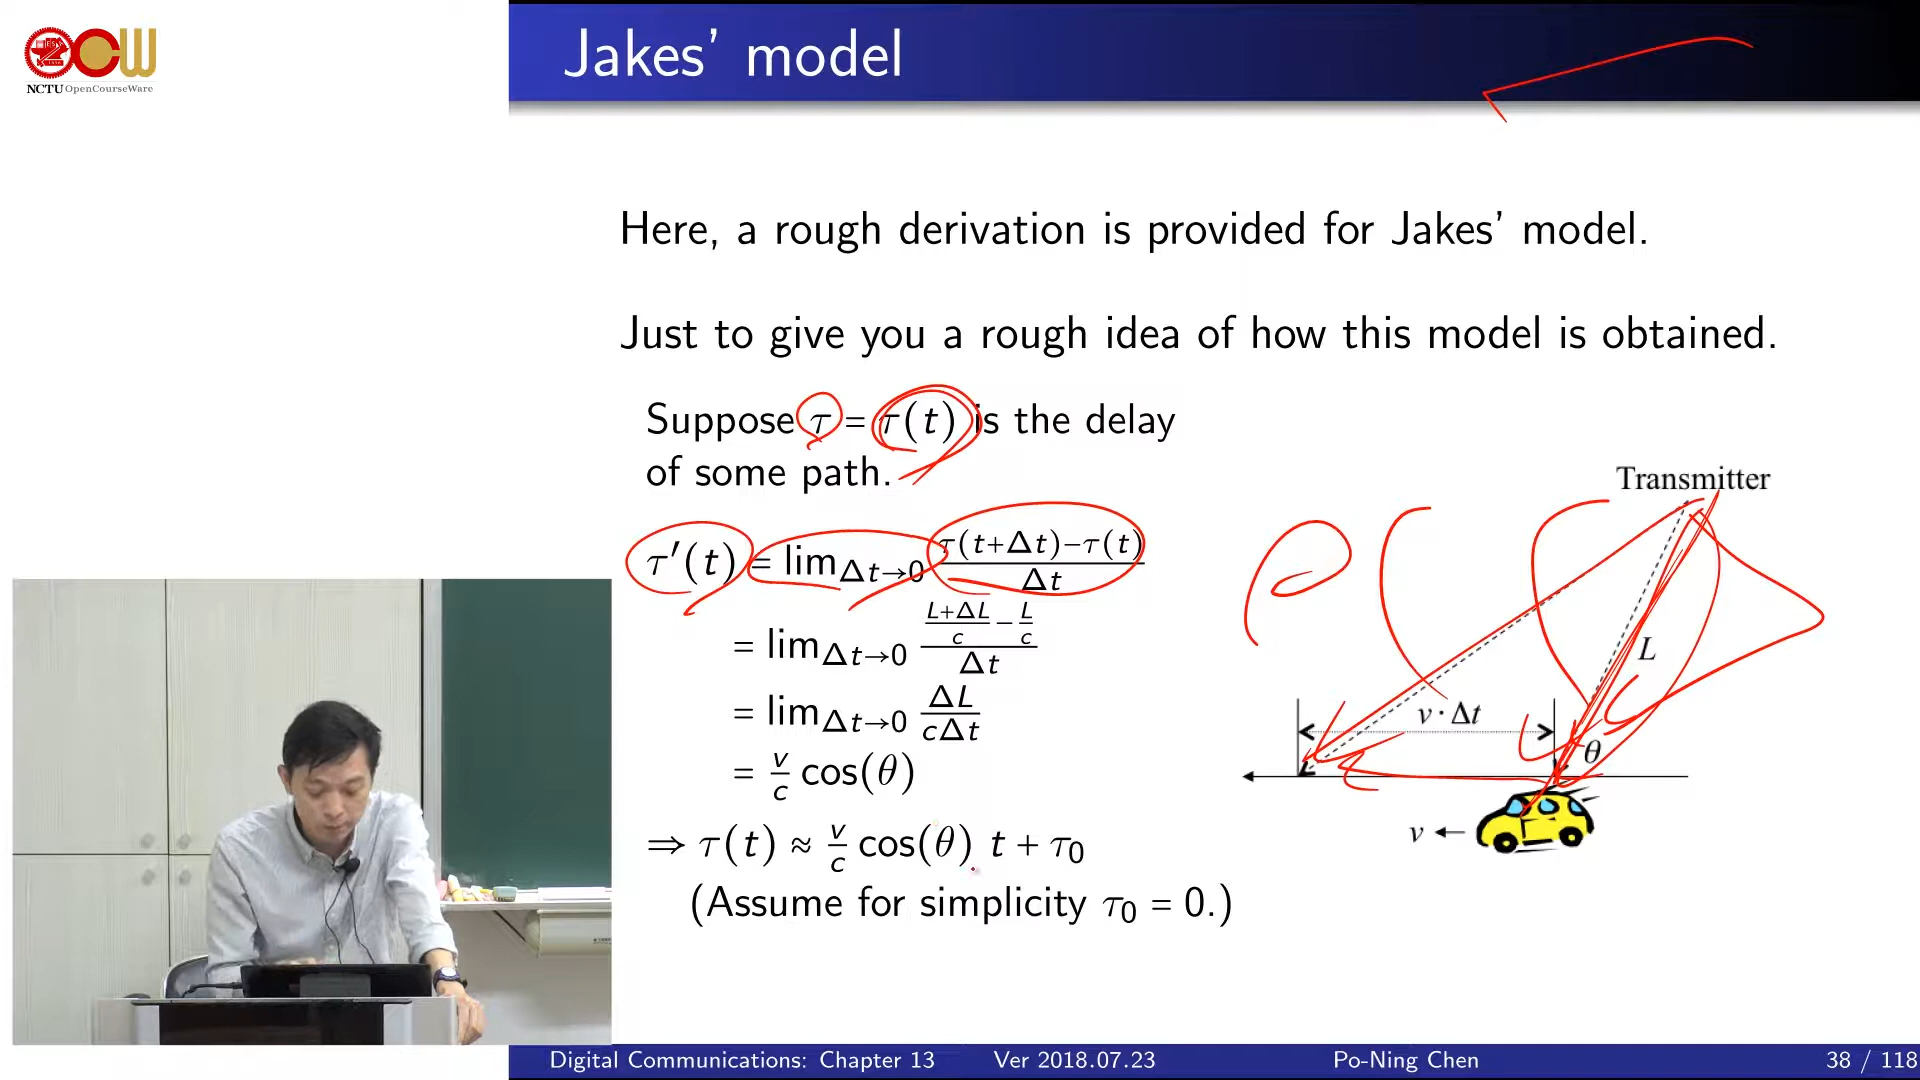 NCTU OpenCourseWare
Jakes' model
Here, a rough derivation is provided for Jakes' model.
Just to give you a rough idea of how this model is obtained.
Suppose τ = τ(t) is the delay
of some path.
τ′(t) = lim_{Δt→0} (τ(t+Δt)−τ(t))/Δt
= lim_{Δt→0} ((L+ΔL)/c − L/c)/Δt
= lim_{Δt→0} ΔL/(cΔt)
= v/c cos(θ)
⇒ τ(t) ≈ v/c cos(θ) t + τ₀
(Assume for simplicity τ₀ = 0.)
Transmitter
L
v · Δt
θ
v ←
Digital Communications: Chapter 13 Ver 2018.07.23 Po-Ning Chen 38 / 118